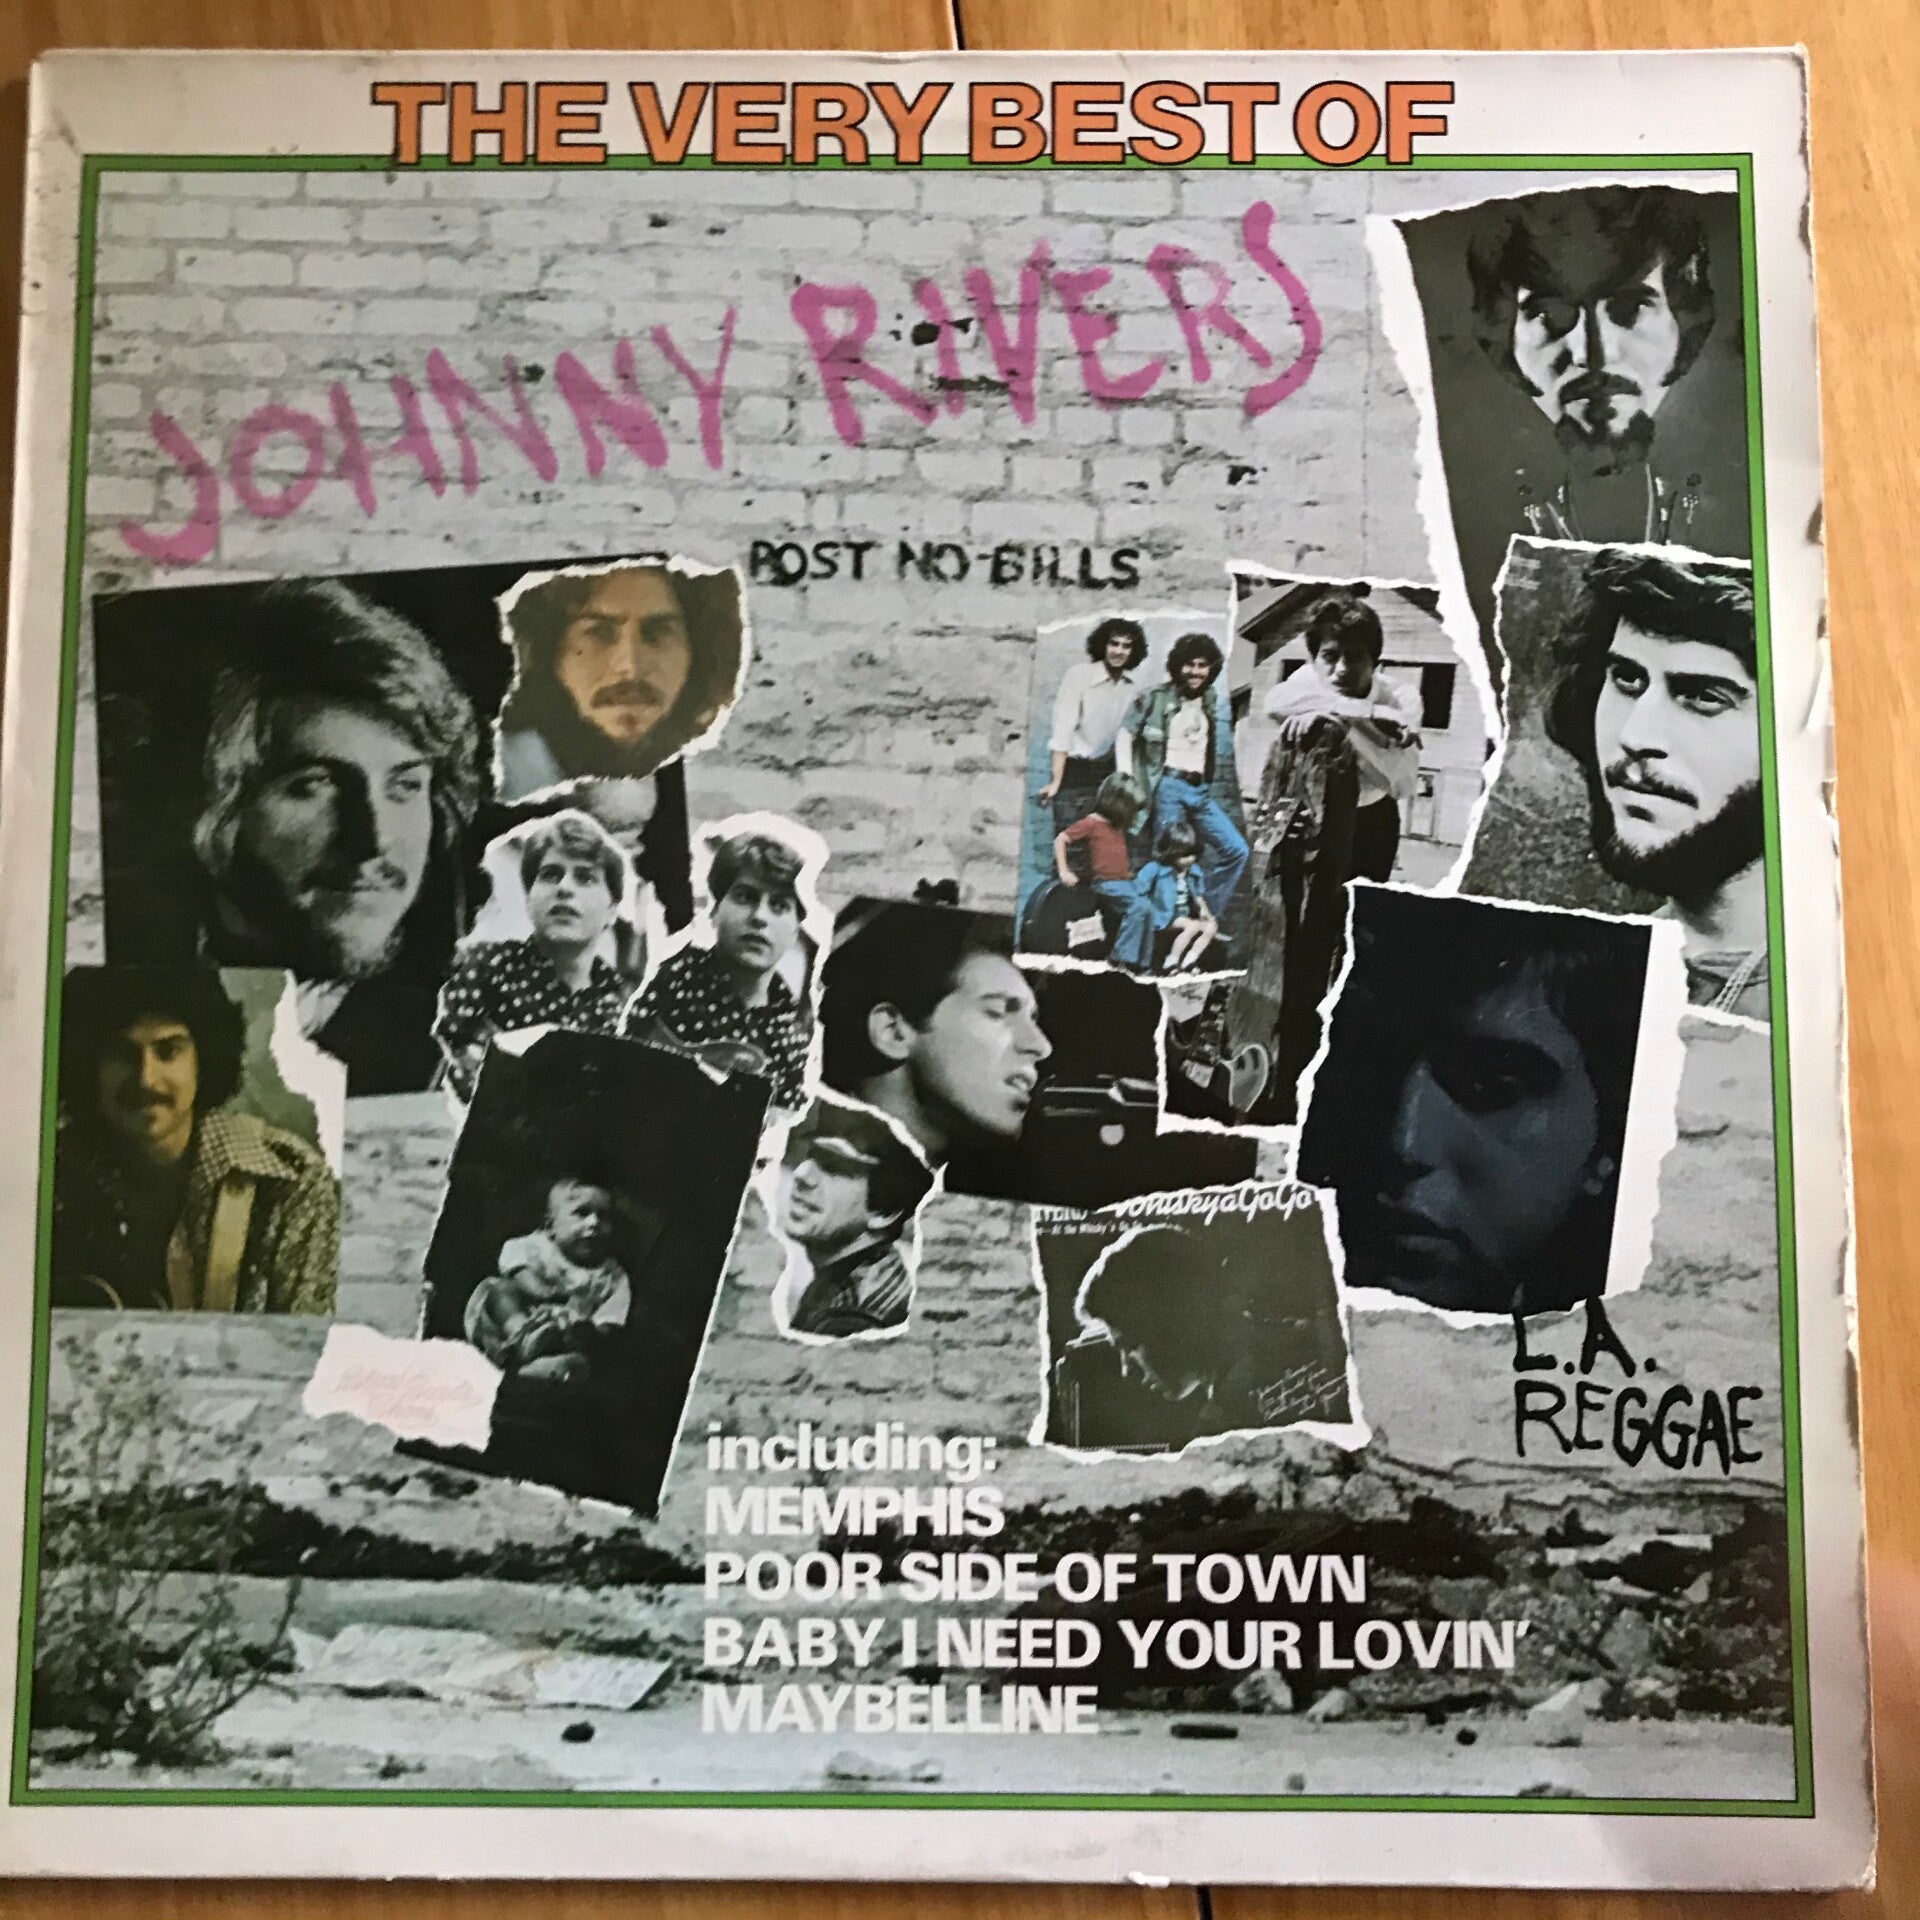 THE VERY BEST OF
JOHNNY RIVERS
POST NO BILLS
WhiskyàGoGo
L.A.
REGGAE
including:
MEMPHIS
POOR SIDE OF TOWN
BABY I NEED YOUR LOVIN'
MAYBELLINE